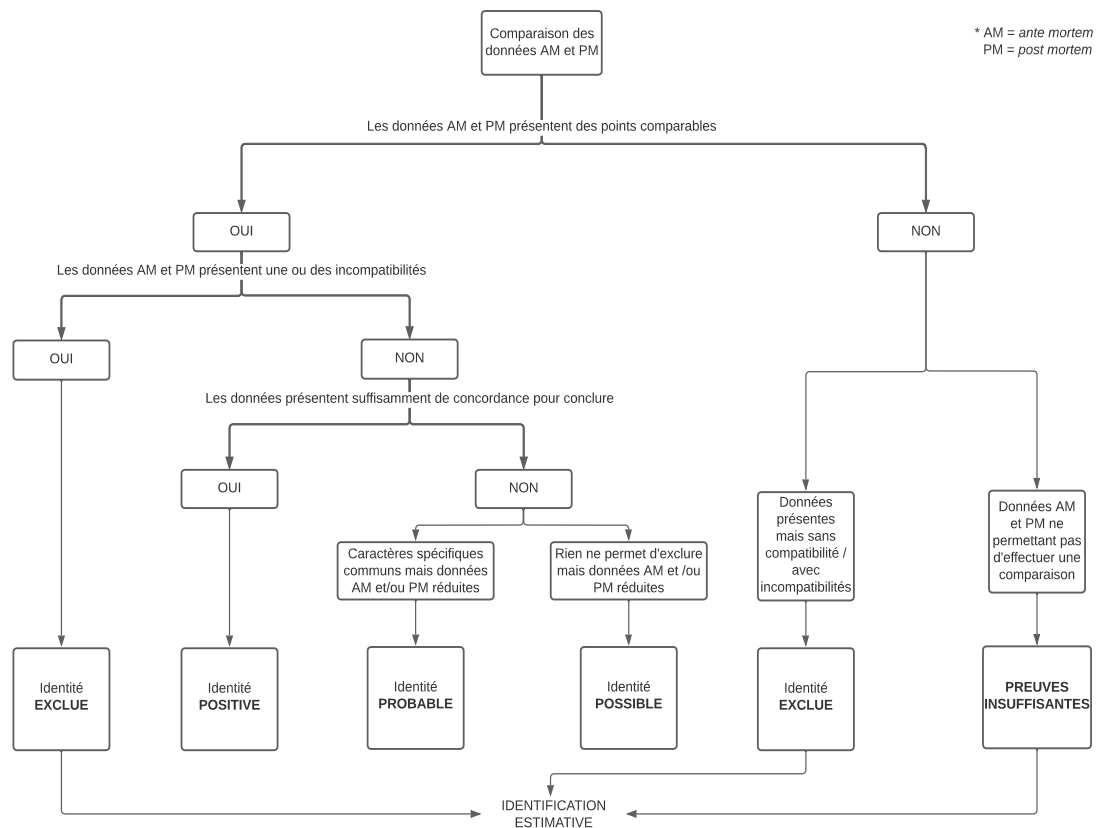 Comparaison des
données AM et PM
* AM = ante mortem
PM = post mortem
Les données AM et PM présentent des points comparables
OUI
NON
Les données AM et PM présentent une ou des incompatibilités
OUI
NON
Les données présentent suffisamment de concordance pour conclure
OUI
NON
Caractères spécifiques
communs mais données
AM et/ou PM réduites
Rien ne permet d'exclure
mais données AM et /ou
PM réduites
Données
présentes
mais sans
compatibilité /
avec
incompatibilités
Données AM
et PM ne
permettant pas
d'effectuer une
comparaison
Identité
EXCLUE
Identité
POSITIVE
Identité
PROBABLE
Identité
POSSIBLE
Identité
EXCLUE
PREUVES
INSUFFISANTES
IDENTIFICATION
ESTIMATIVE